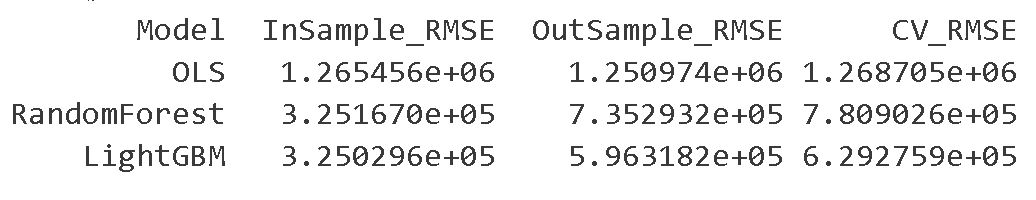 Model InSample_RMSE OutSample_RMSE CV_RMSE
OLS 1.265456e+06 1.250974e+06 1.268705e+06
RandomForest 3.251670e+05 7.352932e+05 7.809026e+05
LightGBM 3.250296e+05 5.963182e+05 6.292759e+05